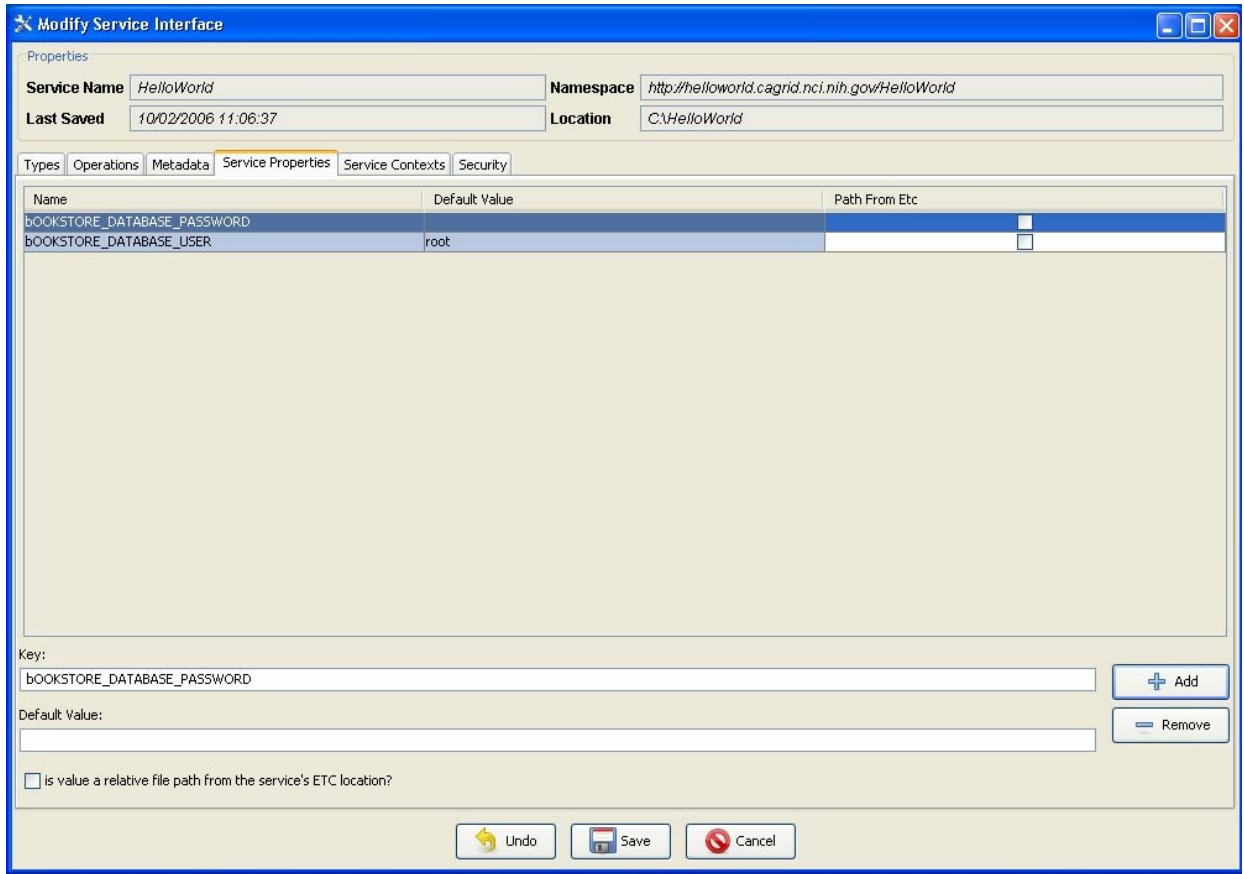 Modify Service Interface
Properties
Service Name HelloWorld Namespace http://helloworld.cagrid.nci.nih.gov/HelloWorld
Last Saved 10/02/2006 11:06:37 Location C:\HelloWorld
Types Operations Metadata Service Properties Service Contexts Security
Name Default Value Path From Etc
bOOKSTORE_DATABASE_PASSWORD
bOOKSTORE_DATABASE_USER root
Key:
bOOKSTORE_DATABASE_PASSWORD
Add
Default Value:
Remove
is value a relative file path from the service's ETC location?
Undo Save Cancel